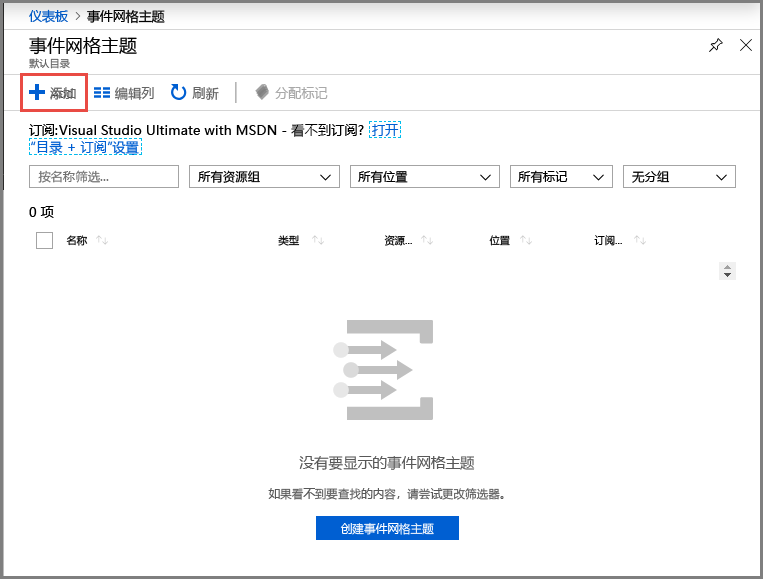 仪表板 > 事件网格主题
事件网格主题
默认目录
添加 编辑列 刷新 分配标记
订阅:Visual Studio Ultimate with MSDN - 看不到订阅? 打开
"目录 + 订阅"设置
按名称筛选... 所有资源组 所有位置 所有标记 无分组
0 项
名称 类型 资源... 位置 订阅...
没有要显示的事件网格主题
如果看不到要查找的内容，请尝试更改筛选器。
创建事件网格主题